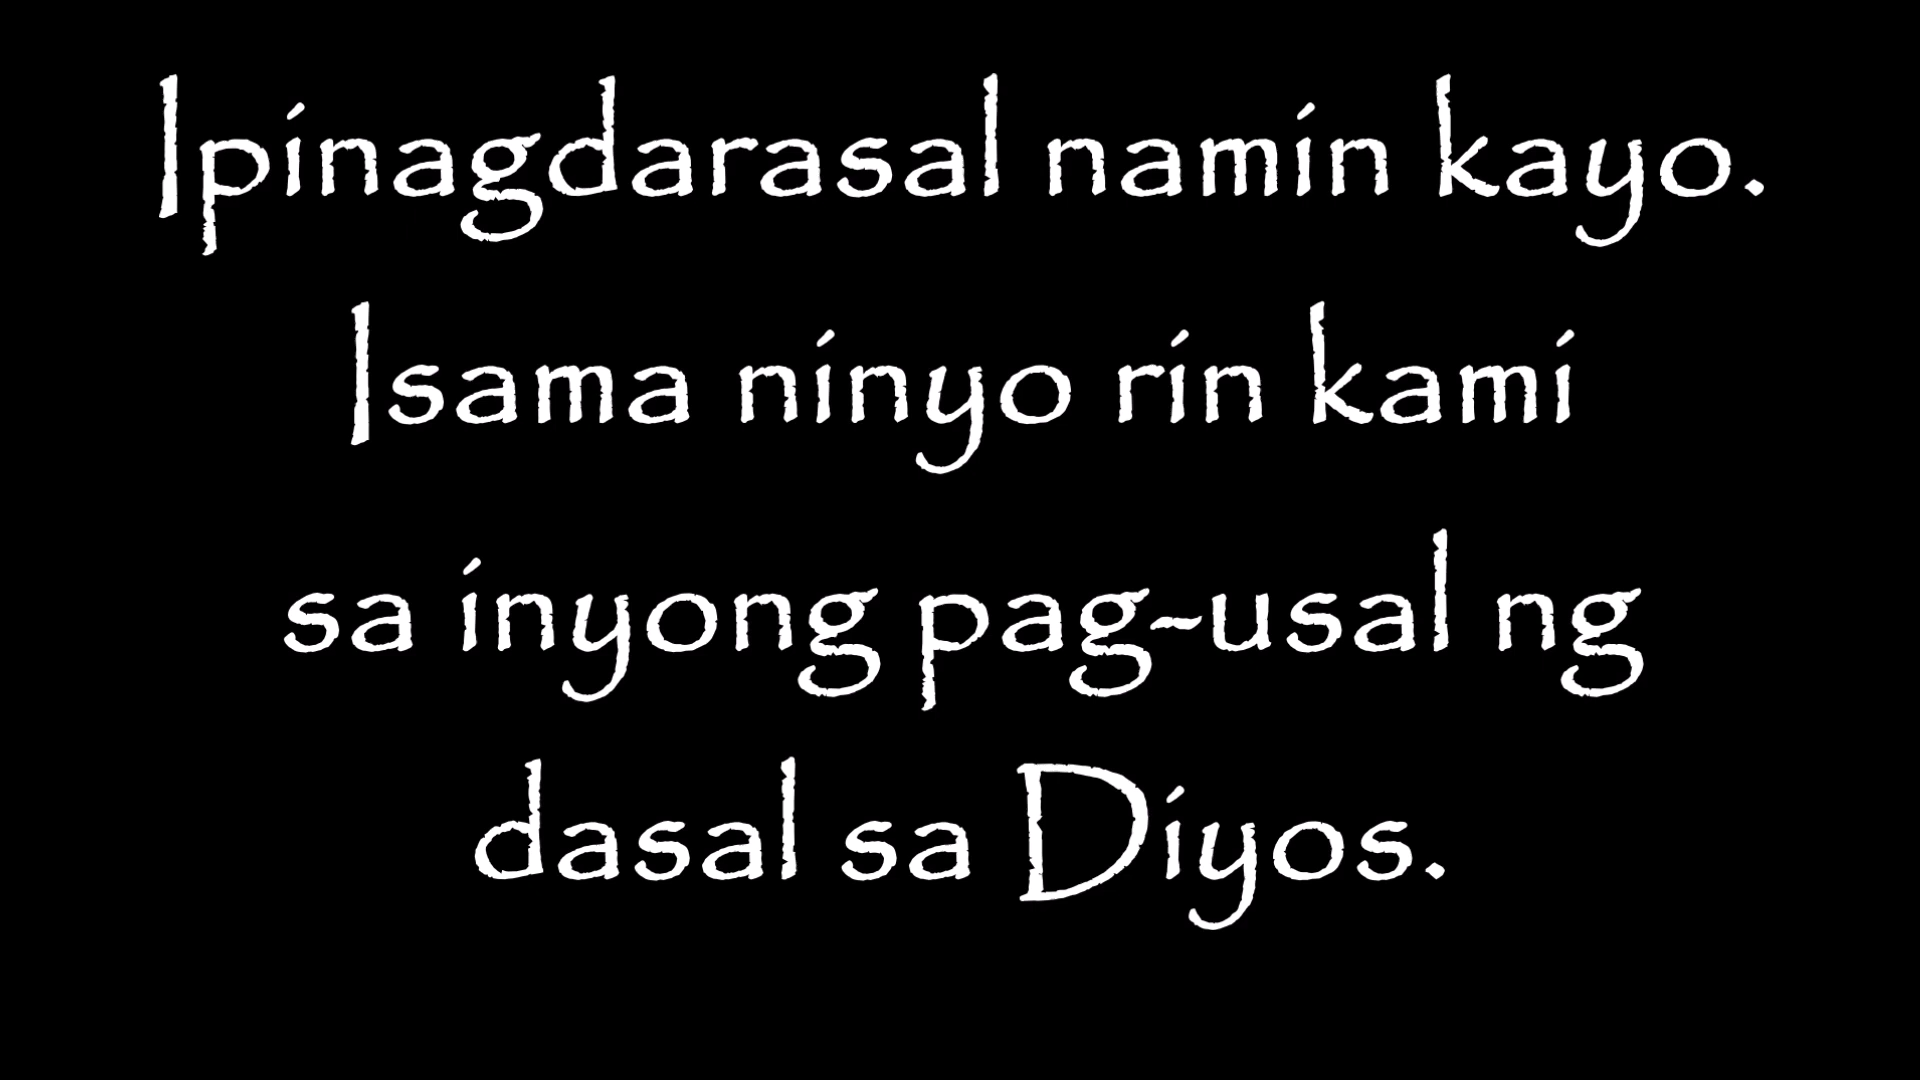 Ipinagdarasal namin kayo.
Isama ninyo rin kami
sa inyong pag-usal ng
dasal sa Diyos.